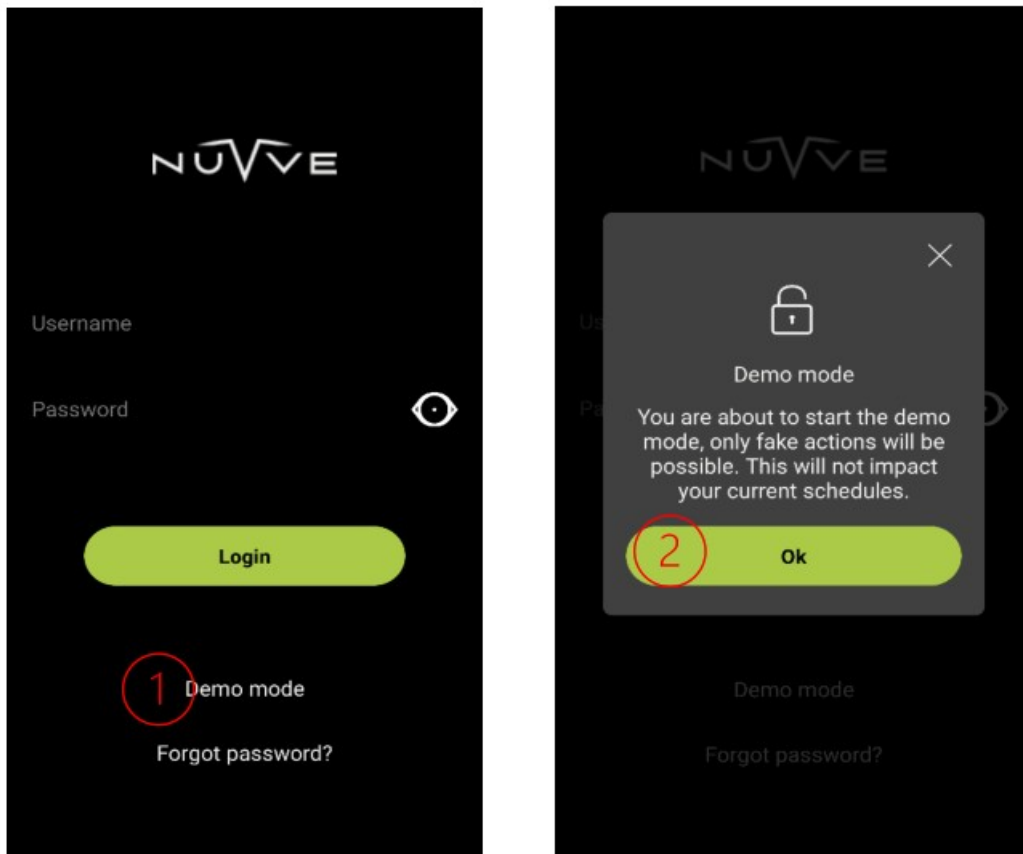 NUVVE
Username
Password
Login
1
Demo mode
Forgot password?
NUVVE
Us
Pa
Demo mode
You are about to start the demo
mode, only fake actions will be
possible. This will not impact
your current schedules.
2
Ok
Demo mode
Forgot password?